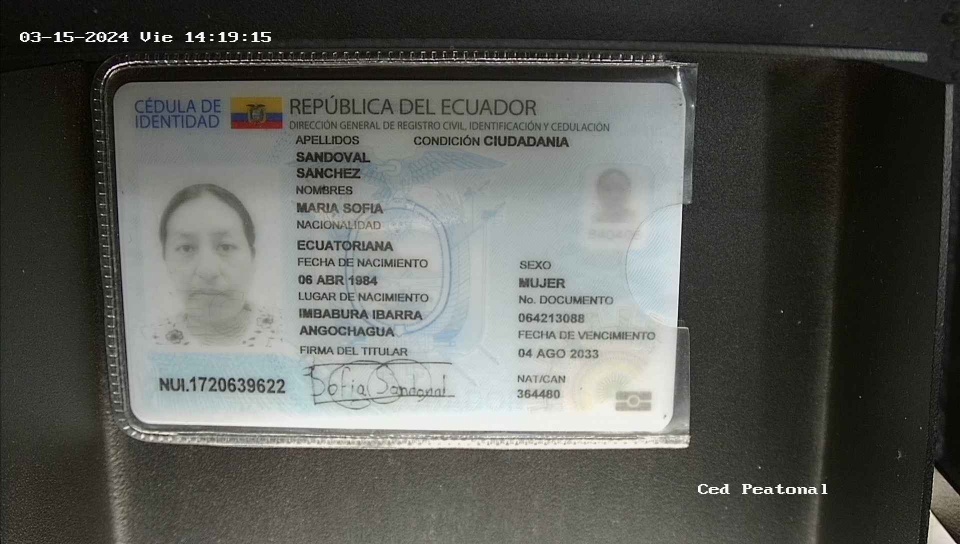 03-15-2024 Vie 14:19:15
CÉDULA DE IDENTIDAD
REPÚBLICA DEL ECUADOR
DIRECCIÓN GENERAL DE REGISTRO CIVIL, IDENTIFICACIÓN Y CEDULACIÓN
APELLIDOS
CONDICIÓN CIUDADANIA
SANDOVAL
SANCHEZ
NOMBRES
MARIA SOFIA
NACIONALIDAD
ECUATORIANA
FECHA DE NACIMIENTO
06 ABR 1984
LUGAR DE NACIMIENTO
IMBABURA IBARRA
ANGOCHAGUA
FIRMA DEL TITULAR
Sofia Sandoval
SEXO
MUJER
No. DOCUMENTO
064213088
FECHA DE VENCIMIENTO
04 AGO 2033
NAT/CAN
364480
NUI.1720639622
Ced Peatonal